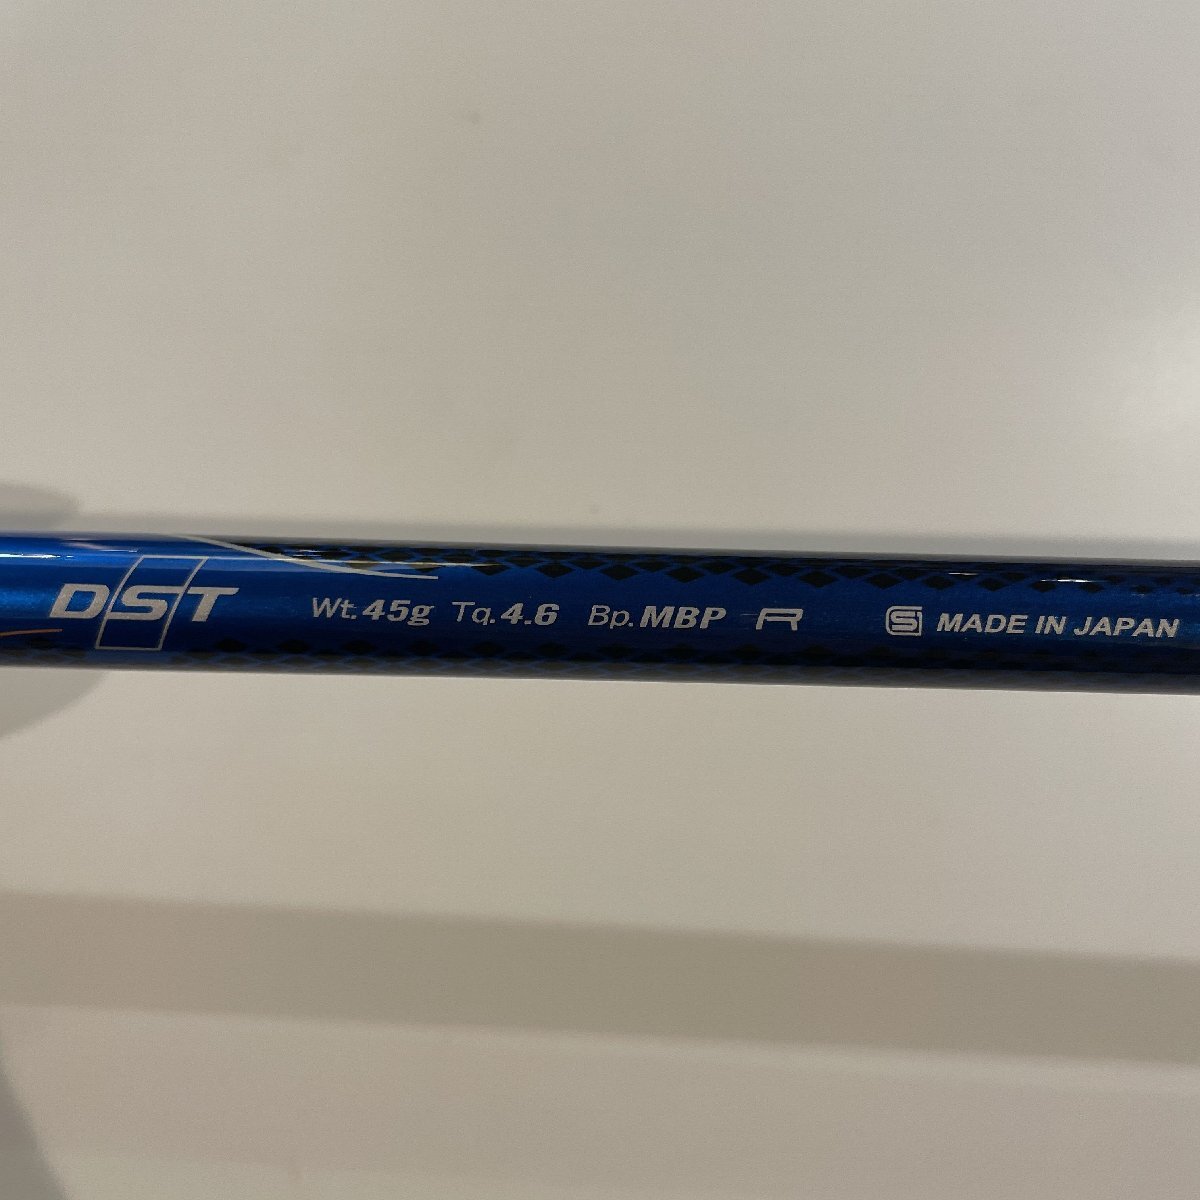 DST Wt.45g Tq.4.6 Bp.MBP R MADE IN JAPAN